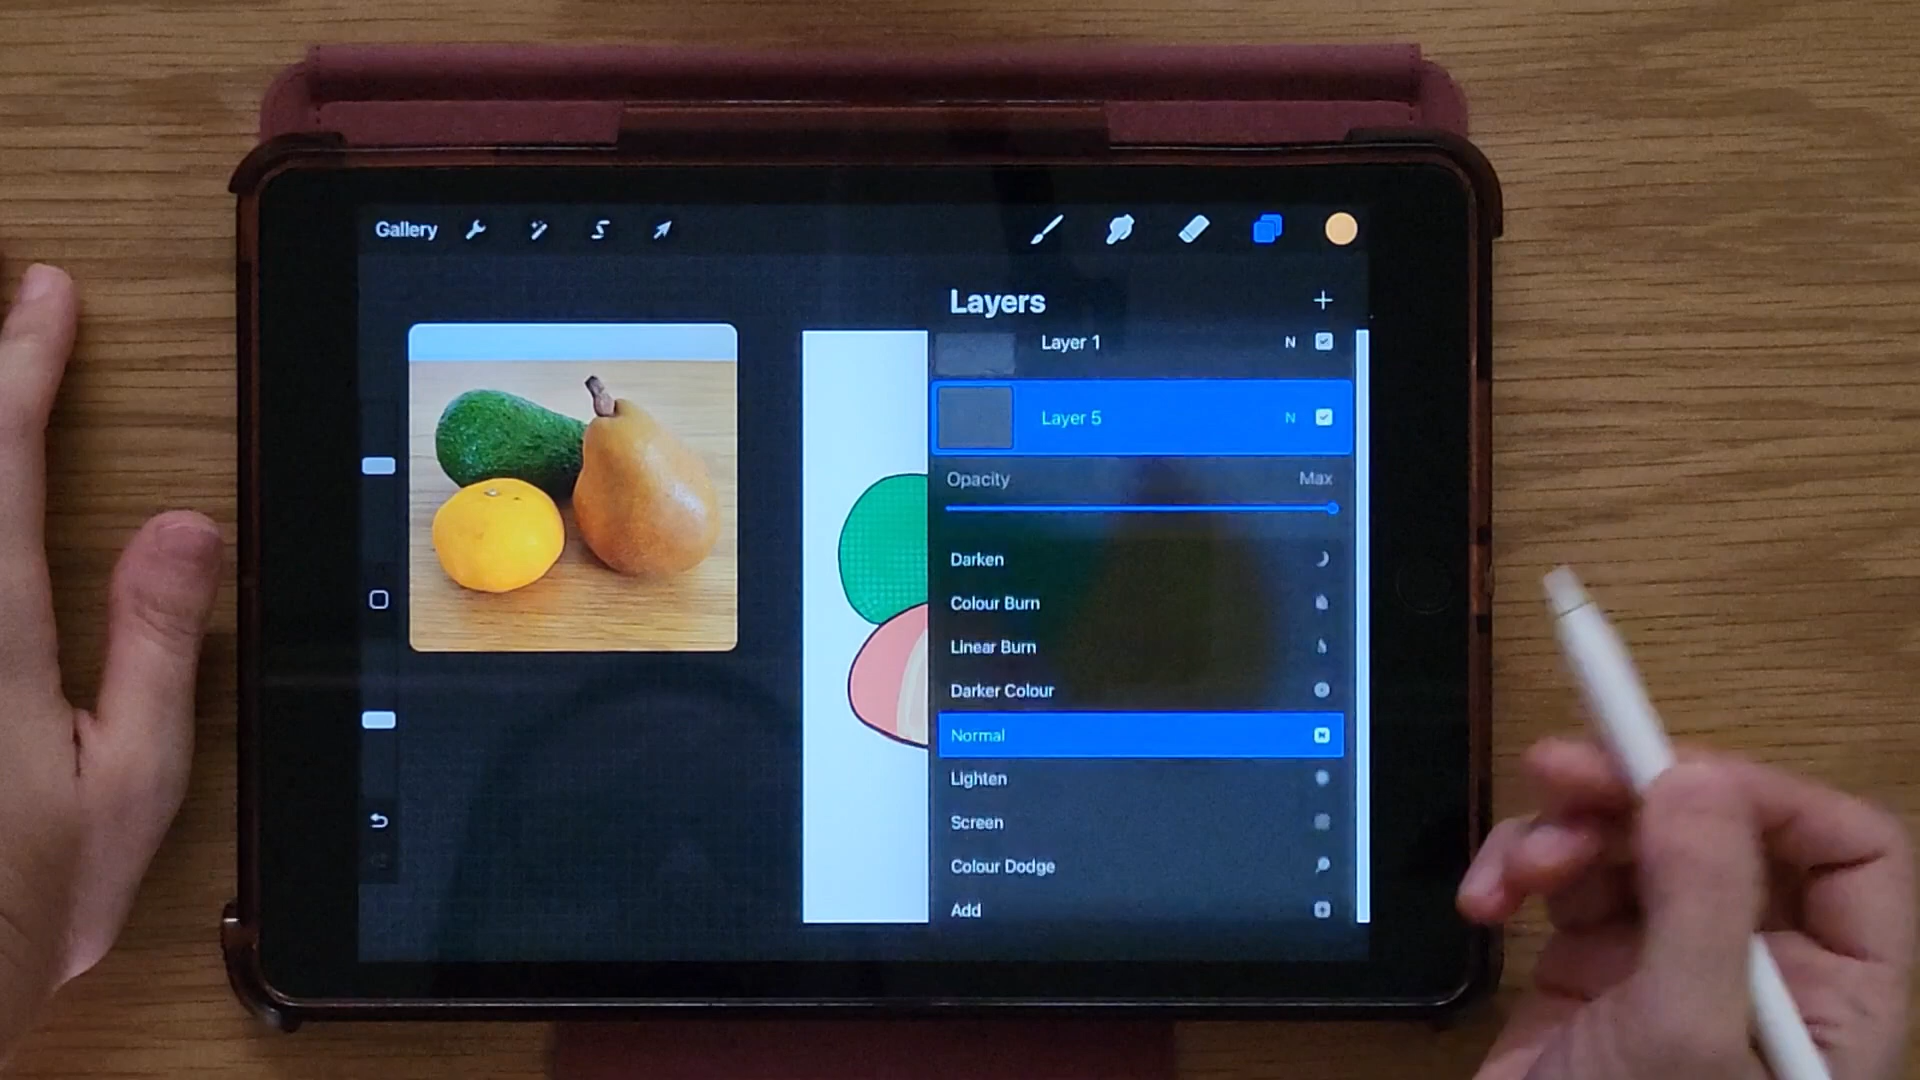 Gallery
Layers
Layer 1 N
Layer 5 N
Opacity Max
Darken
Colour Burn
Linear Burn
Darker Colour
Normal N
Lighten
Screen
Colour Dodge
Add